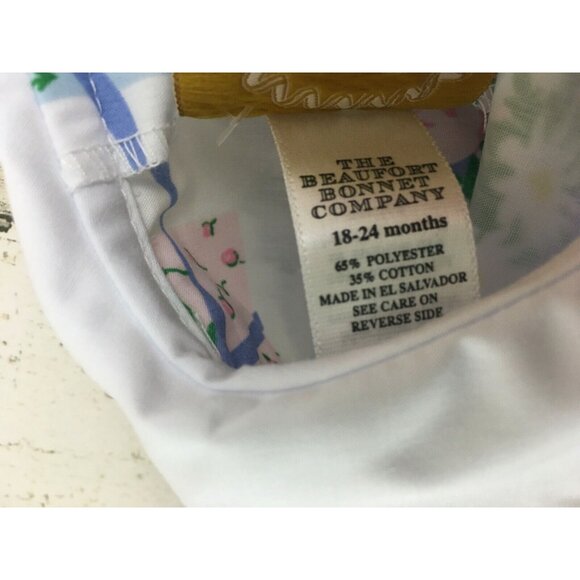 THE
BEAUFORT
BONNET
COMPANY
18-24 months
65% POLYESTER
35% COTTON
MADE IN EL SALVADOR
SEE CARE ON
REVERSE SIDE